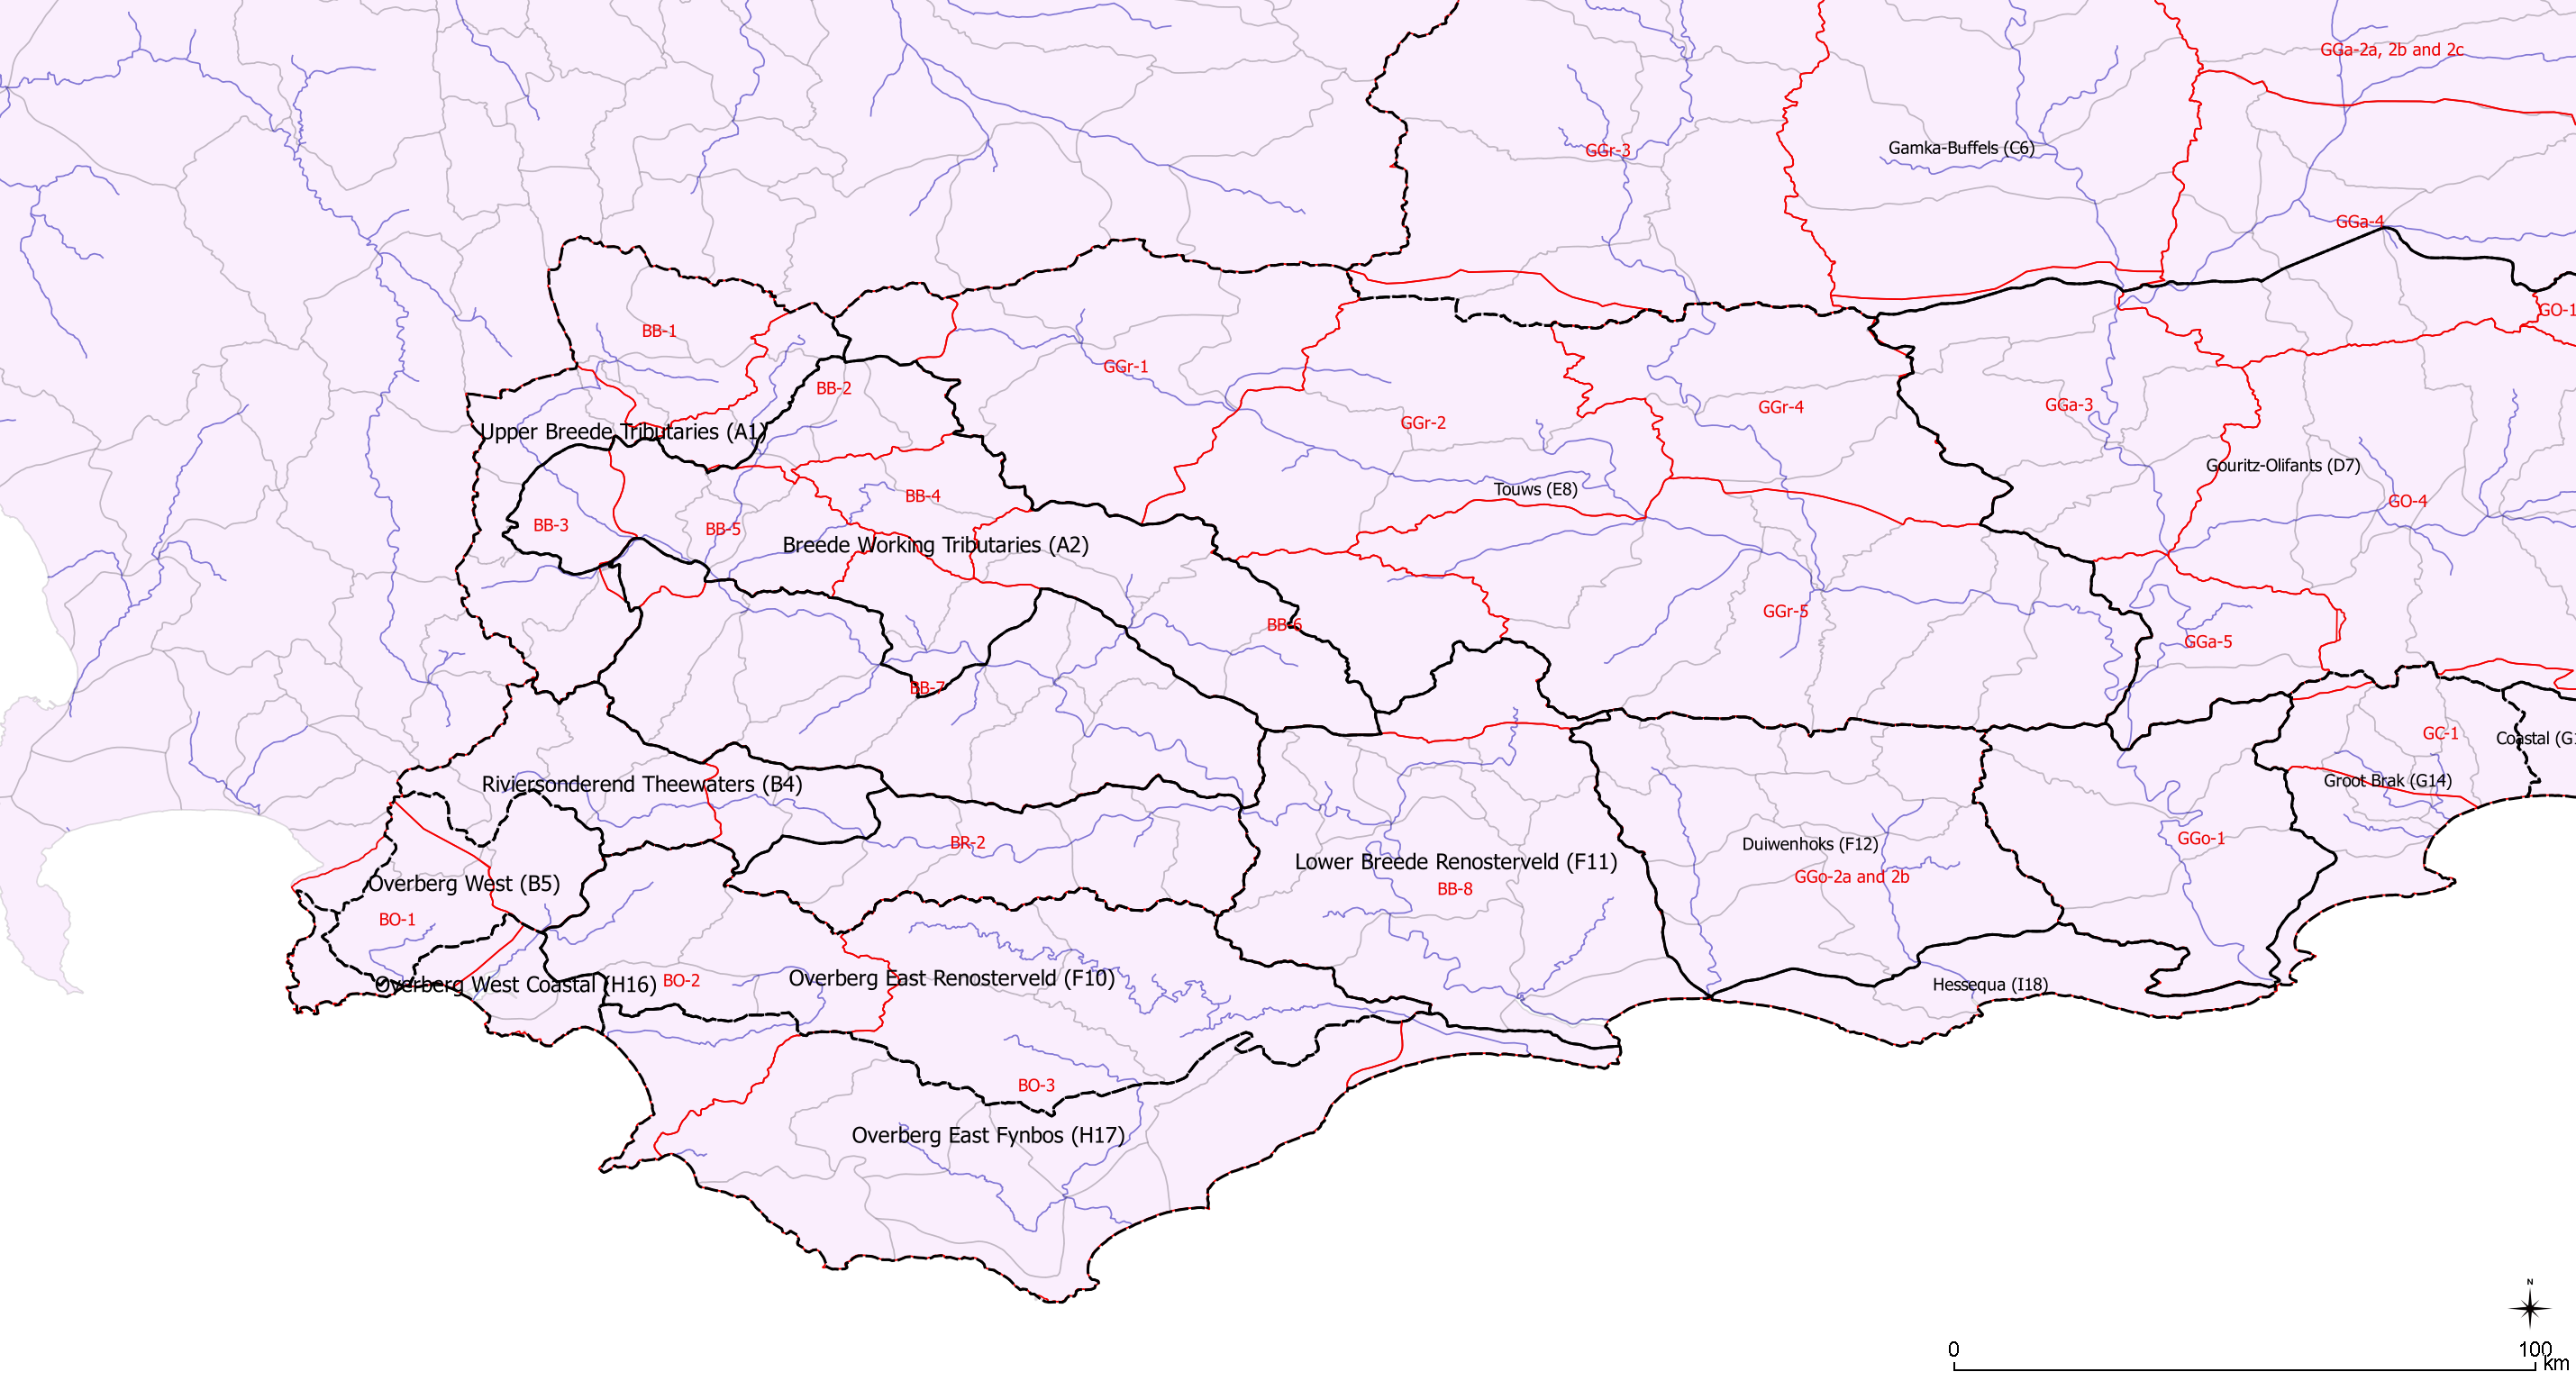 GGa-2a, 2b and 2c
Gamka-Buffels (C6)
GGr-3
GGa-4
GO-1
BB-1
GGr-1
BB-2
GGr-4
GGa-3
GGr-2
Upper Breede Tributaries (A1)
Gouritz-Olifants (D7)
Touws (E8)
BB-4
GO-4
BB-3
BB-5
Breede Working Tributaries (A2)
GGr-5
BB-6
GGa-5
BB-7
GC-1
Coastal (G
Groot Brak (G14)
Riviersonderend Theewaters (B4)
BR-2
Duiwenhoks (F12)
GGo-1
Lower Breede Renosterveld (F11)
GGo-2a and 2b
Overberg West (B5)
BB-8
BO-1
Overberg East Renosterveld (F10)
BO-2
Overberg West Coastal (H16)
Hessequa (I18)
BO-3
Overberg East Fynbos (H17)
N
0 100
km